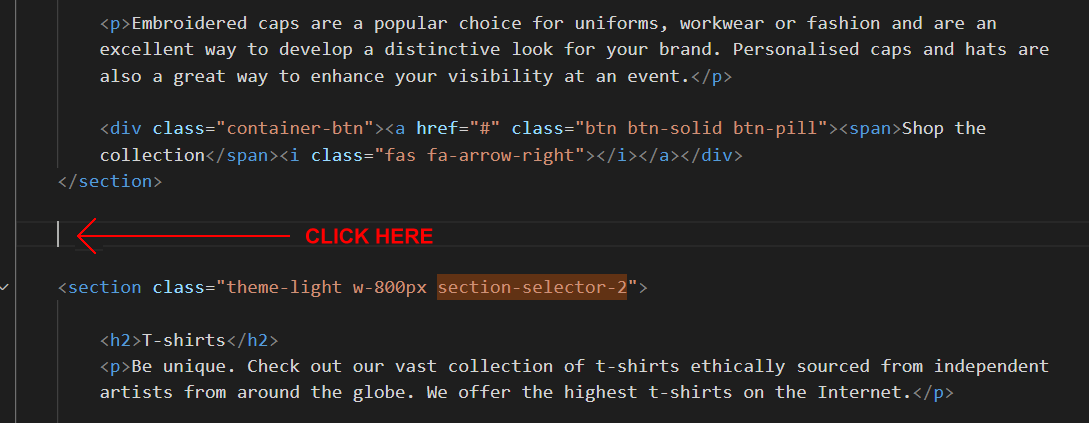 <p>Embroidered caps are a popular choice for uniforms, workwear or fashion and are an
excellent way to develop a distinctive look for your brand. Personalised caps and hats are
also a great way to enhance your visibility at an event.</p>
<div class="container-btn"><a href="#" class="btn btn-solid btn-pill"><span>Shop the
collection</span><i class="fas fa-arrow-right"></i></a></div>
</section>
CLICK HERE
<section class="theme-light w-800px section-selector-2">
<h2>T-shirts</h2>
<p>Be unique. Check out our vast collection of t-shirts ethically sourced from independent
artists from around the globe. We offer the highest t-shirts on the Internet.</p>